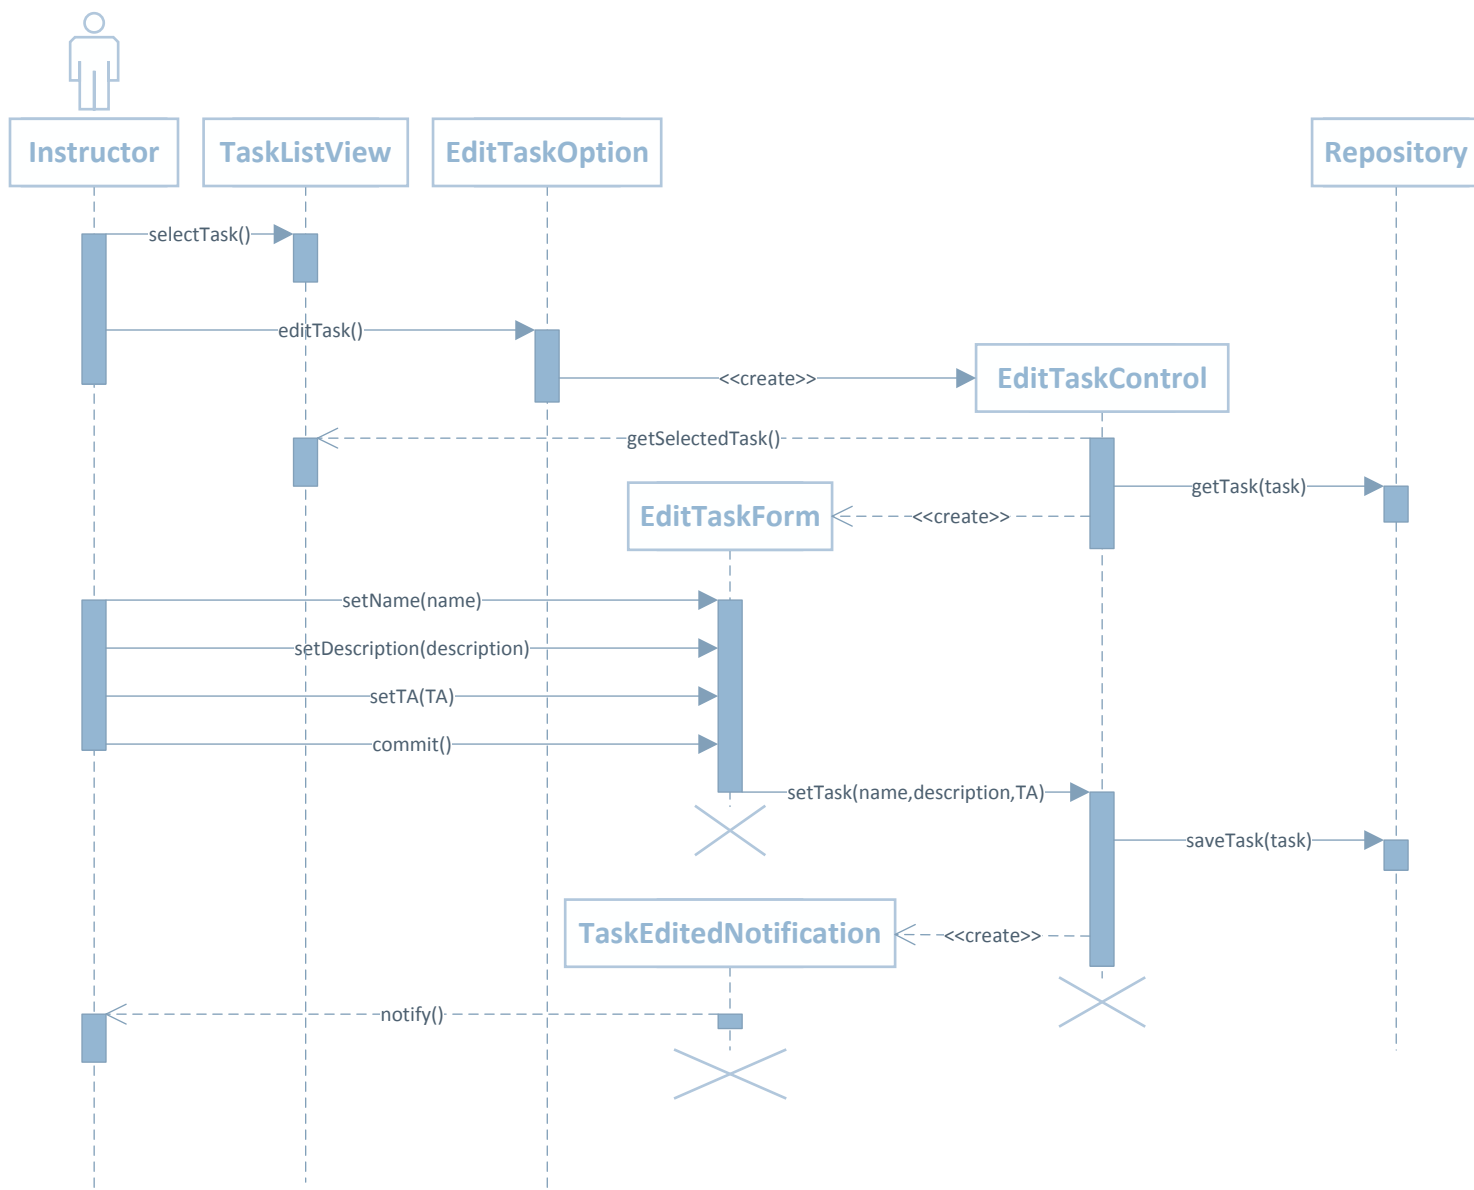 Instructor
TaskListView
EditTaskOption
Repository
selectTask()
editTask()
<<create>>
EditTaskControl
getSelectedTask()
getTask(task)
EditTaskForm
<<create>>
setName(name)
setDescription(description)
setTA(TA)
commit()
setTask(name,description,TA)
saveTask(task)
TaskEditedNotification
<<create>>
notify()